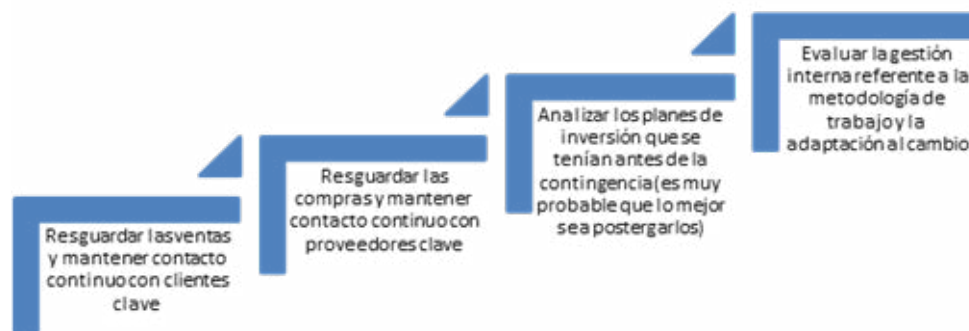 Resguardar las ventas
y mantener contacto
continuo con clientes
clave
Resguardar las
compras y mantener
contacto continuo con
proveedores clave
Analizar los planes de
inversión que se
tenían antes de la
contingencia (es muy
probable que lo mejor
sea postergarlos)
Evaluar la gestión
interna referente a la
metodología de
trabajo y la
adaptación al cambio